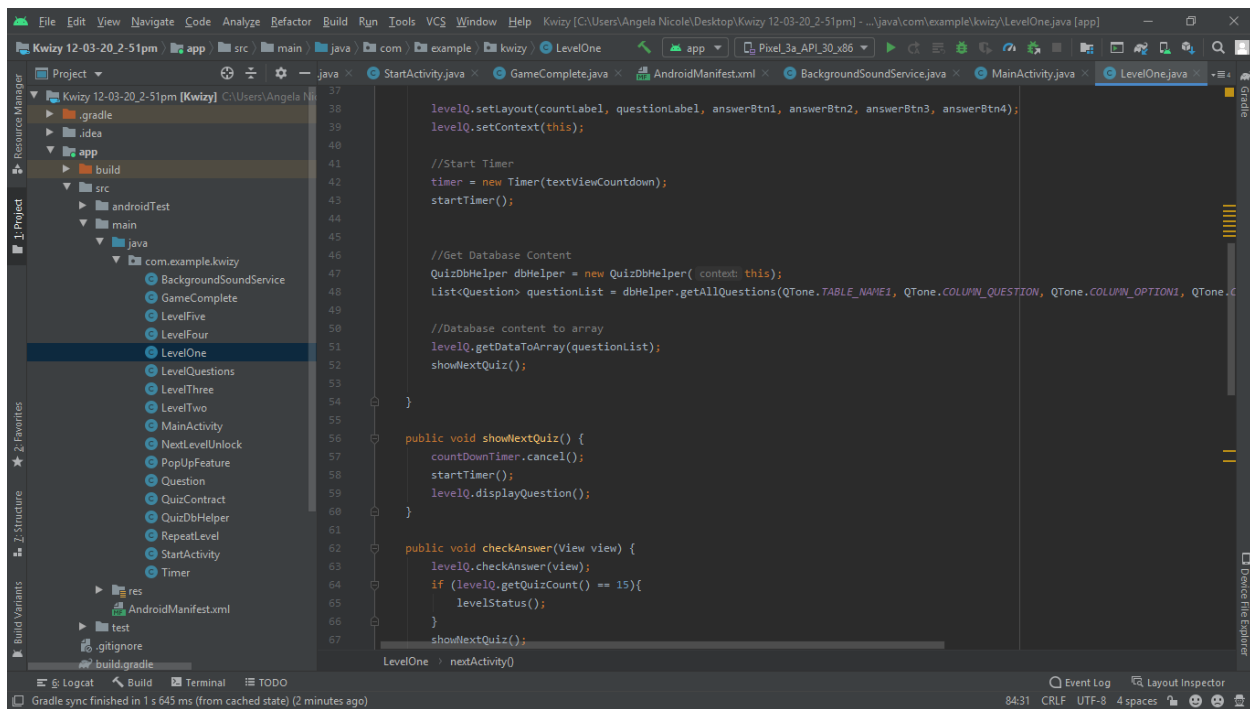 File Edit View Navigate Code Analyze Refactor Build Run Tools VCS Window Help Kwizy [C:\Users\Angela Nicole\Desktop\Kwizy 12-03-20_2-51pm] - ...\java\com\example\kwizy\LevelOne.java [app]
Kwizy 12-03-20_2-51pm app src main java com example kwizy LevelOne app Pixel_3a_API_30_x86
Project .java StartActivity.java GameComplete.java AndroidManifest.xml BackgroundSoundService.java MainActivity.java LevelOne.java
Kwizy 12-03-20_2-51pm [Kwizy] C:\Users\Angela Ni
.gradle
.idea
app
build
src
androidTest
main
java
com.example.kwizy
BackgroundSoundService
GameComplete
LevelFive
LevelFour
LevelOne
LevelQuestions
LevelThree
LevelTwo
MainActivity
NextLevelUnlock
PopUpFeature
Question
QuizContract
QuizDbHelper
RepeatLevel
StartActivity
Timer
res
AndroidManifest.xml
test
.gitignore
build.gradle
Resource Manager
1: Project
2: Favorites
7: Structure
Build Variants
37
38 levelQ.setLayout(countLabel, questionLabel, answerBtn1, answerBtn2, answerBtn3, answerBtn4);
39 levelQ.setContext(this);
40
41 //Start Timer
42 timer = new Timer(textViewCountdown);
43 startTimer();
44
45
46 //Get Database Content
47 QuizDbHelper dbHelper = new QuizDbHelper( context: this);
48 List<Question> questionList = dbHelper.getAllQuestions(QTone.TABLE_NAME1, QTone.COLUMN_QUESTION, QTone.COLUMN_OPTION1, QTone.C
49
50 //Database content to array
51 levelQ.getDataToArray(questionList);
52 showNextQuiz();
53
54 }
55
56 public void showNextQuiz() {
57 countDownTimer.cancel();
58 startTimer();
59 levelQ.displayQuestion();
60 }
61
62 public void checkAnswer(View view) {
63 levelQ.checkAnswer(view);
64 if (levelQ.getQuizCount() == 15){
65 levelStatus();
66 }
67 showNextQuiz();
LevelOne nextActivity()
Gradle
Device File Explorer
6: Logcat Build Terminal TODO Event Log Layout Inspector
Gradle sync finished in 1 s 645 ms (from cached state) (2 minutes ago) 84:31 CRLF UTF-8 4 spaces